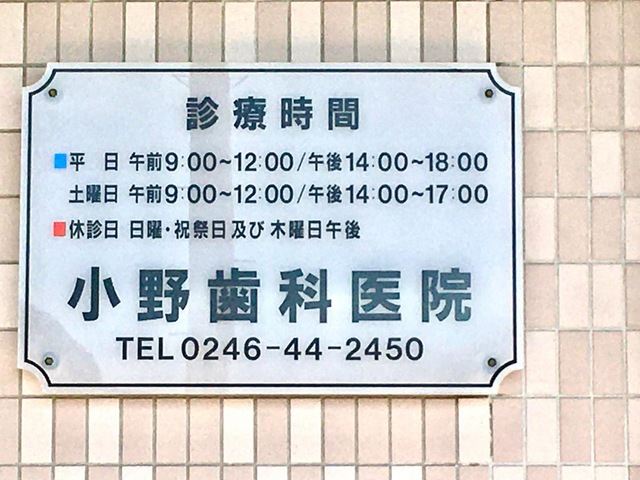 診療時間
平 日 午前9:00~12:00/午後14:00~18:00
土曜日 午前9:00~12:00/午後14:00~17:00
休診日 日曜・祝祭日及び 木曜日午後
小野歯科医院
TEL0246-44-2450